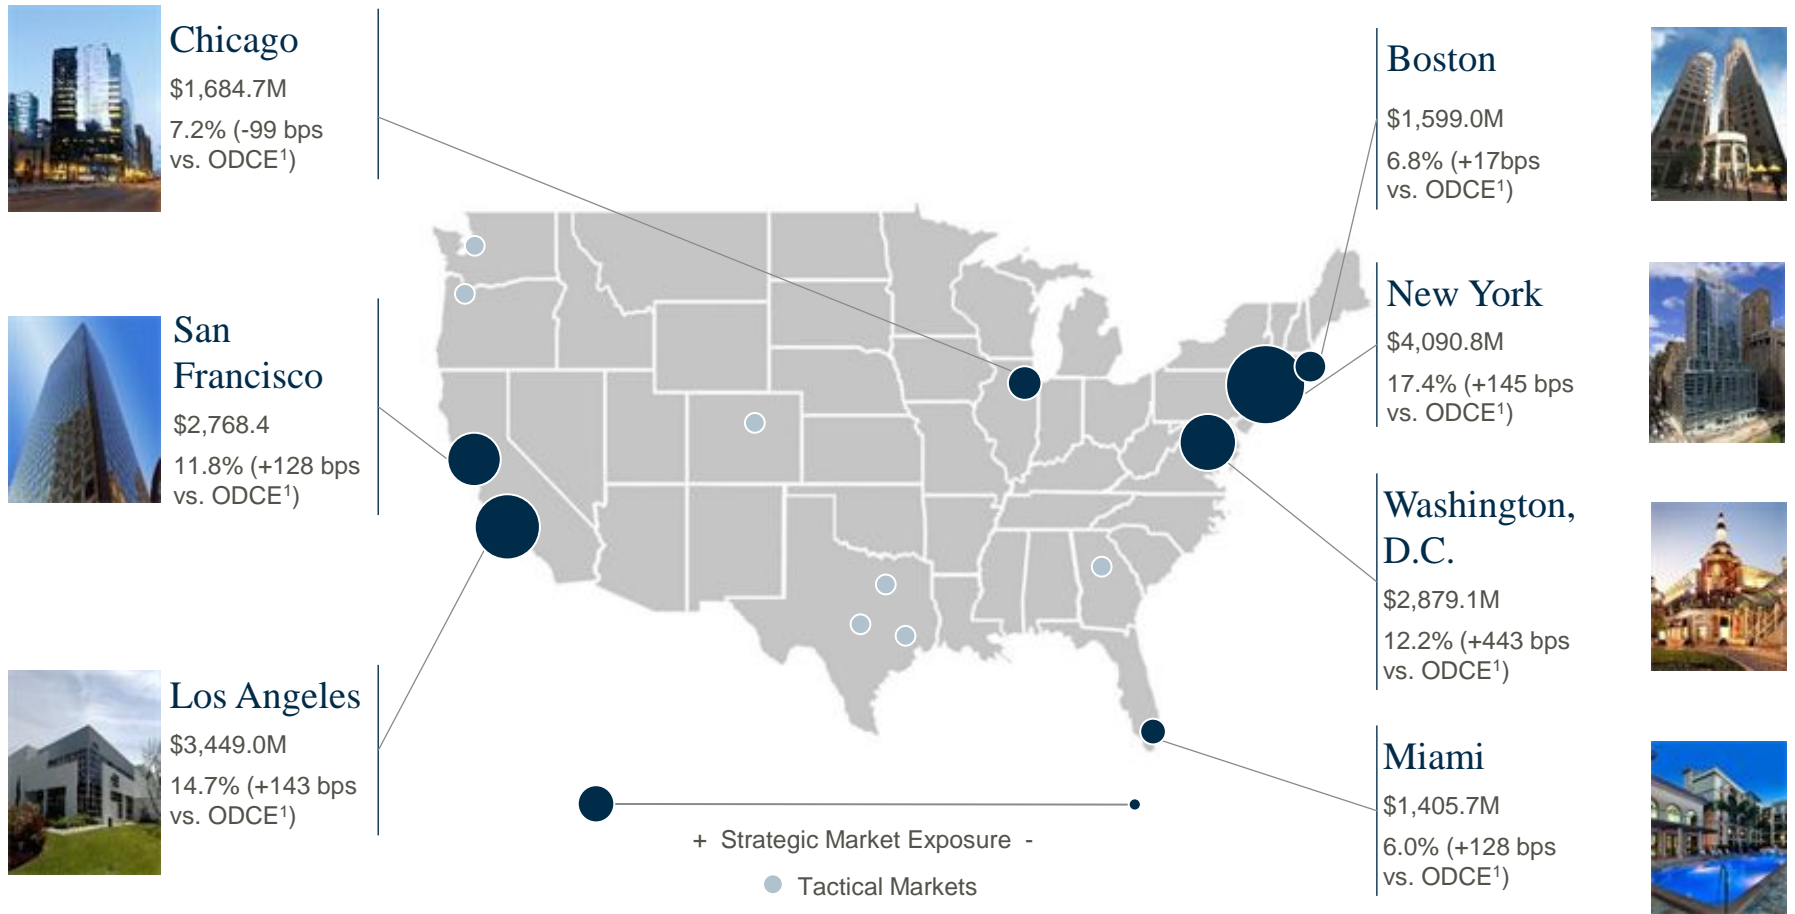 Chicago
$1,684.7M
7.2% (-99 bps
vs. ODCE¹)
San
Francisco
$2,768.4
11.8% (+128 bps
vs. ODCE¹)
Los Angeles
$3,449.0M
14.7% (+143 bps
vs. ODCE¹)
Boston
$1,599.0M
6.8% (+17bps
vs. ODCE¹)
New York
$4,090.8M
17.4% (+145 bps
vs. ODCE¹)
Washington,
D.C.
$2,879.1M
12.2% (+443 bps
vs. ODCE¹)
Miami
$1,405.7M
6.0% (+128 bps
vs. ODCE¹)
+ Strategic Market Exposure -
Tactical Markets